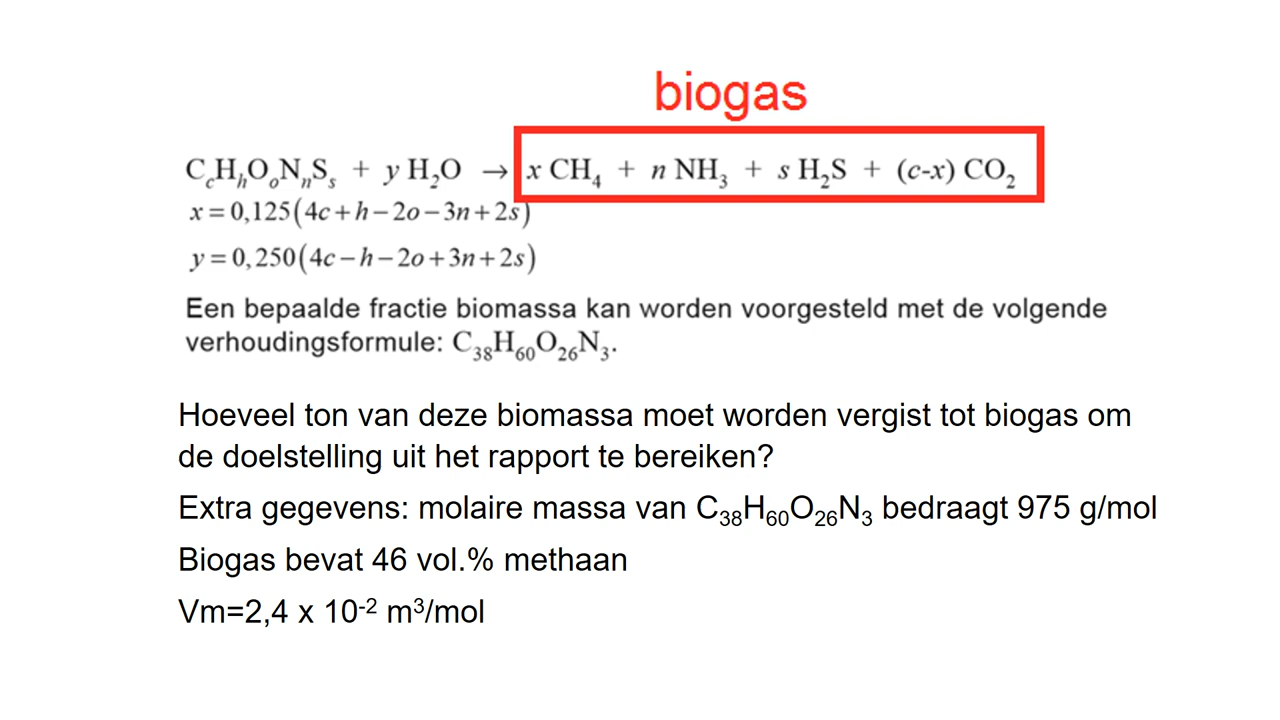 biogas
CcHhOoNnSs + y H2O → x CH4 + n NH3 + s H2S + (c-x) CO2
x = 0,125(4c + h − 2o − 3n + 2s)
y = 0,250(4c − h − 2o + 3n + 2s)
Een bepaalde fractie biomassa kan worden voorgesteld met de volgende
verhoudingsformule: C38H60O26N3.
Hoeveel ton van deze biomassa moet worden vergist tot biogas om
de doelstelling uit het rapport te bereiken?
Extra gegevens: molaire massa van C38H60O26N3 bedraagt 975 g/mol
Biogas bevat 46 vol.% methaan
Vm=2,4 x 10-2 m3/mol